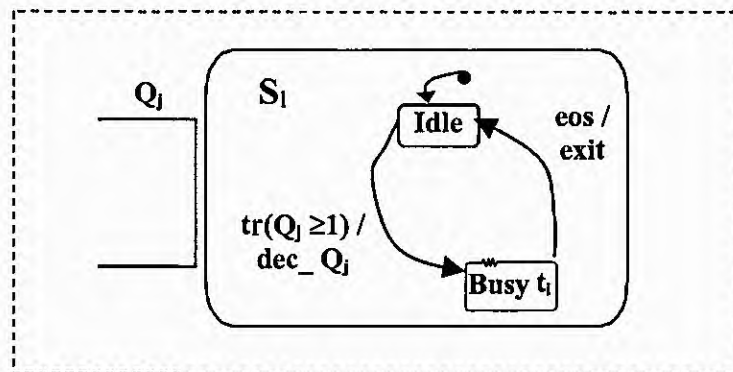 Qj
Sl
Idle
eos /
exit
tr(Qj ≥1) /
dec_ Qj
Busy tl